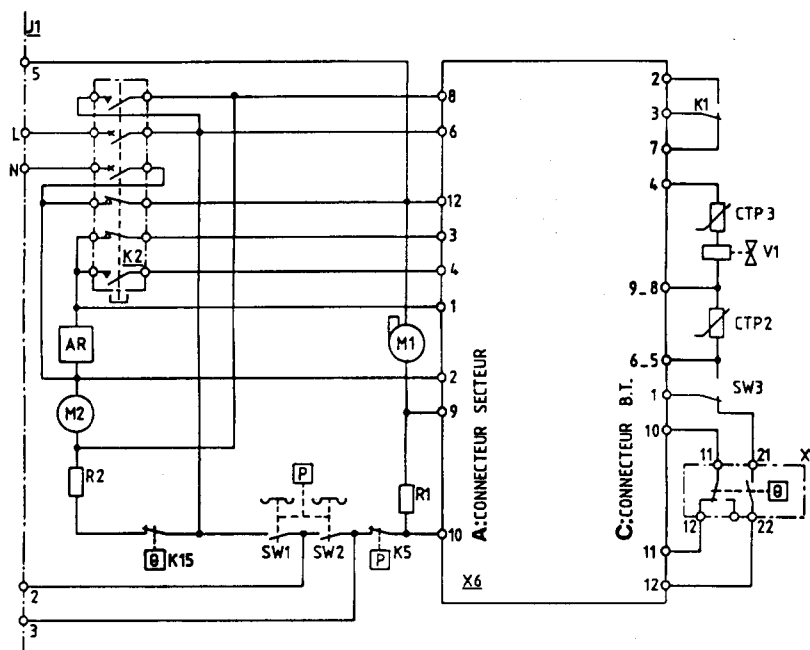 J1
5
L
N
K2
8
6
12
3
4
1
2
9
10
AR
M1
M2
R2
R1
P
θ
K15
SW1
SW2
P
K5
2
3
A:CONNECTEUR SECTEUR
X6
C:CONNECTEUR B.T.
2
3
7
4
9_8
6_5
1
10
11
12
K1
CTP3
V1
CTP2
SW3
11
21
X
θ
12
22